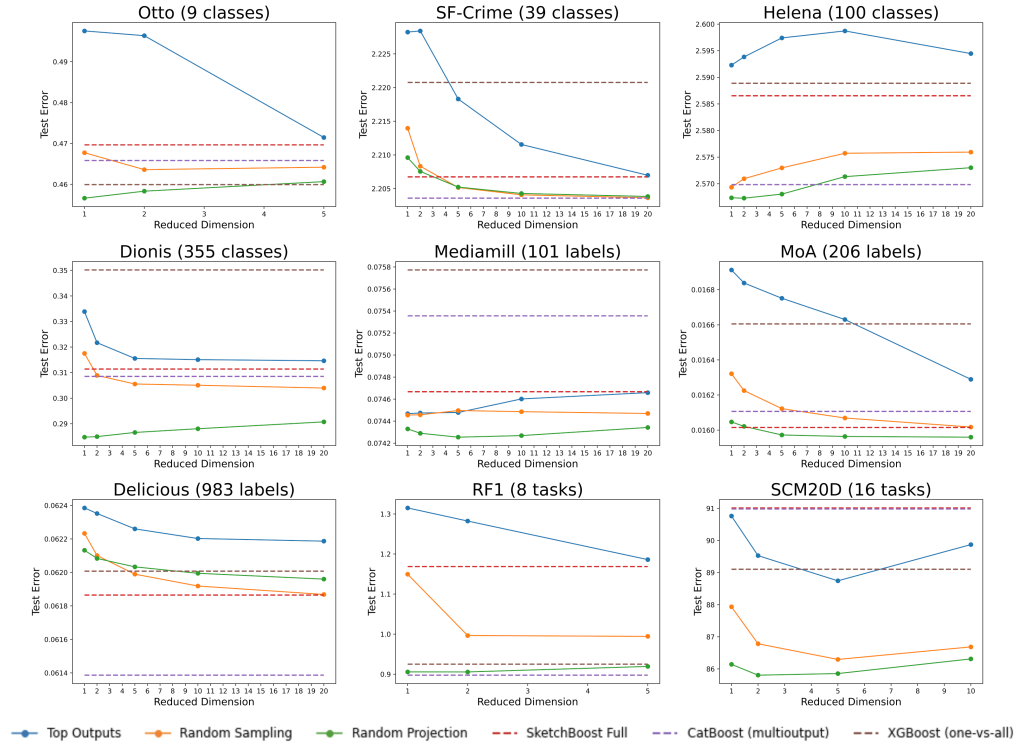 Otto (9 classes)
Test Error
0.49
0.48
0.47
0.46
1 2 3 4 5
Reduced Dimension
SF-Crime (39 classes)
Test Error
2.225
2.220
2.215
2.210
2.205
1 2 3 4 5 6 7 8 9 10 11 12 13 14 15 16 17 18 19 20
Reduced Dimension
Helena (100 classes)
Test Error
2.600
2.595
2.590
2.585
2.580
2.575
2.570
1 2 3 4 5 6 7 8 9 10 11 12 13 14 15 16 17 18 19 20
Reduced Dimension
Dionis (355 classes)
Test Error
0.35
0.34
0.33
0.32
0.31
0.30
0.29
1 2 3 4 5 6 7 8 9 10 11 12 13 14 15 16 17 18 19 20
Reduced Dimension
Mediamill (101 labels)
Test Error
0.0758
0.0756
0.0754
0.0752
0.0750
0.0748
0.0746
0.0744
0.0742
1 2 3 4 5 6 7 8 9 10 11 12 13 14 15 16 17 18 19 20
Reduced Dimension
MoA (206 labels)
Test Error
0.0168
0.0166
0.0164
0.0162
0.0160
1 2 3 4 5 6 7 8 9 10 11 12 13 14 15 16 17 18 19 20
Reduced Dimension
Delicious (983 labels)
Test Error
0.0624
0.0622
0.0620
0.0618
0.0616
0.0614
1 2 3 4 5 6 7 8 9 10 11 12 13 14 15 16 17 18 19 20
Reduced Dimension
RF1 (8 tasks)
Test Error
1.3
1.2
1.1
1.0
0.9
1 2 3 4 5
Reduced Dimension
SCM20D (16 tasks)
Test Error
91
90
89
88
87
86
1 2 3 4 5 6 7 8 9 10
Reduced Dimension
Top Outputs Random Sampling Random Projection SketchBoost Full CatBoost (multioutput) XGBoost (one-vs-all)